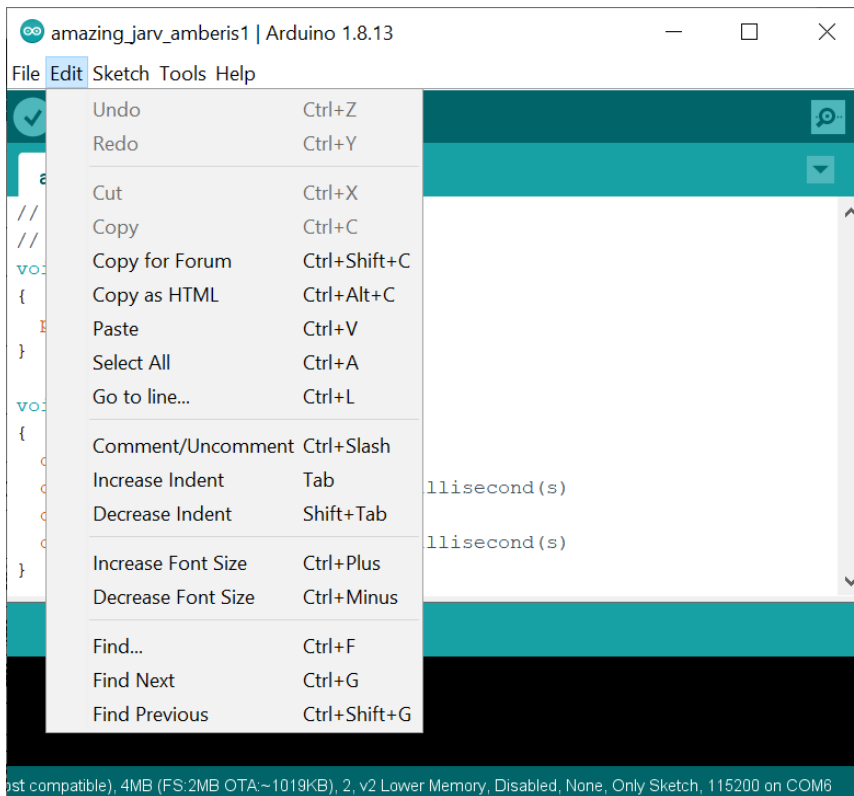 amazing_jarv_amberis1 | Arduino 1.8.13
File Edit Sketch Tools Help
Undo Ctrl+Z
Redo Ctrl+Y
Cut Ctrl+X
Copy Ctrl+C
//
//
Copy for Forum Ctrl+Shift+C
Copy as HTML Ctrl+Alt+C
{
Paste Ctrl+V
}
Select All Ctrl+A
Go to line... Ctrl+L
{
Comment/Uncomment Ctrl+Slash
Increase Indent Tab
llisecond(s)
Decrease Indent Shift+Tab
llisecond(s)
Increase Font Size Ctrl+Plus
}
Decrease Font Size Ctrl+Minus
Find... Ctrl+F
Find Next Ctrl+G
Find Previous Ctrl+Shift+G
ost compatible), 4MB (FS:2MB OTA:~1019KB), 2, v2 Lower Memory, Disabled, None, Only Sketch, 115200 on COM6